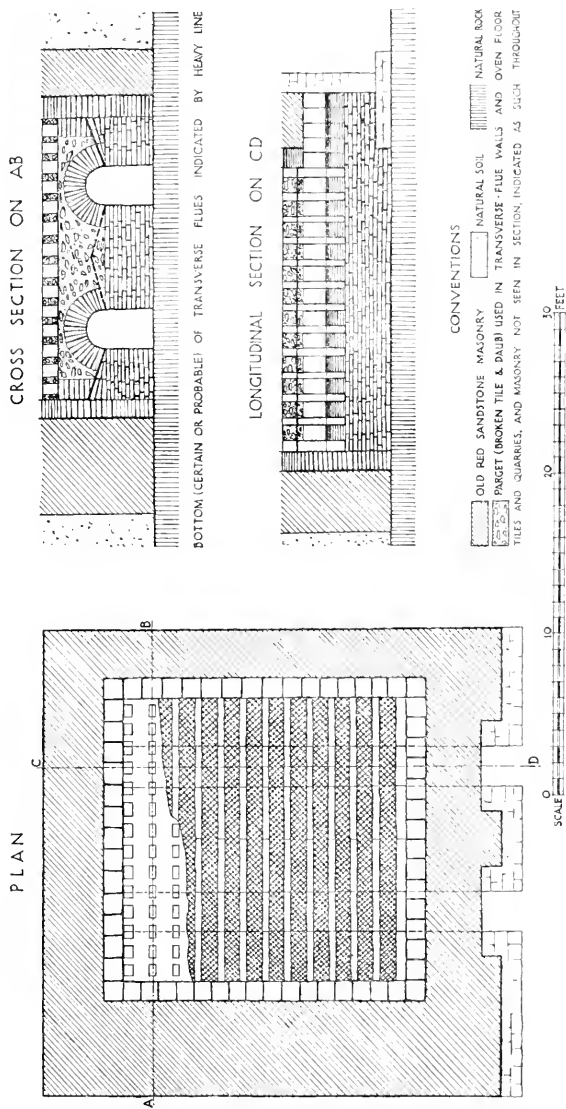 PLAN
A
B
C
D
CROSS SECTION ON AB
BOTTOM (CERTAIN OR PROBABLE) OF TRANSVERSE FLUES INDICATED BY HEAVY LINE
LONGITUDINAL SECTION ON CD
CONVENTIONS
OLD RED SANDSTONE MASONRY NATURAL SOIL NATURAL ROCK
PARGET (BROKEN TILE & DAUB) USED IN TRANSVERSE-FLUE WALLS AND OVEN FLOOR
TILES AND QUARRIES, AND MASONRY NOT SEEN IN SECTION, INDICATED AS SUCH THROUGHOUT
SCALE 0 10 20 30 FEET